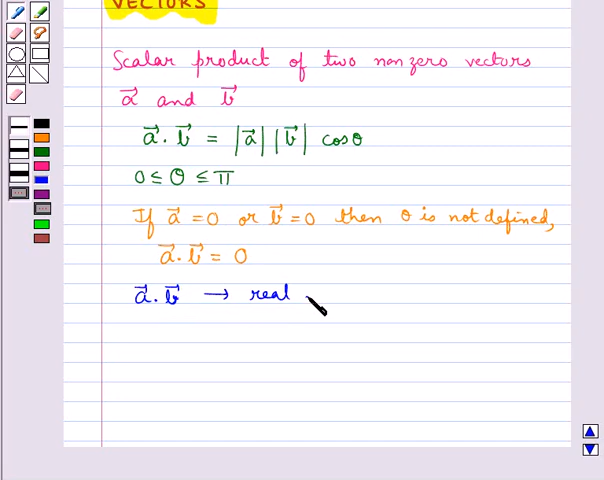 VECTORS
Scalar product of two nonzero vectors
a⃗ and b⃗
a⃗ . b⃗ = |a⃗| |b⃗| cosθ
0 ≤ θ ≤ π
If a⃗ = 0 or b⃗ = 0 then θ is not defined,
a⃗ . b⃗ = 0
a⃗ . b⃗ → real